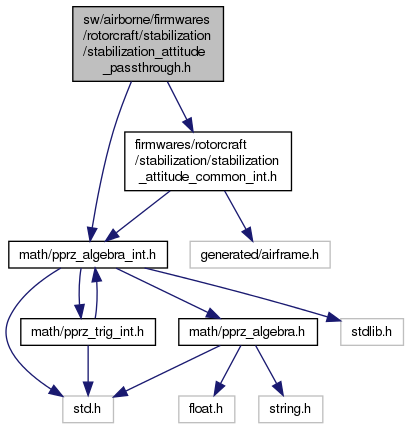 sw/airborne/firmwares
/rotorcraft/stabilization
/stabilization_attitude
_passthrough.h
firmwares/rotorcraft
/stabilization/stabilization
_attitude_common_int.h
math/pprz_algebra_int.h
generated/airframe.h
math/pprz_trig_int.h
math/pprz_algebra.h
stdlib.h
std.h
float.h
string.h